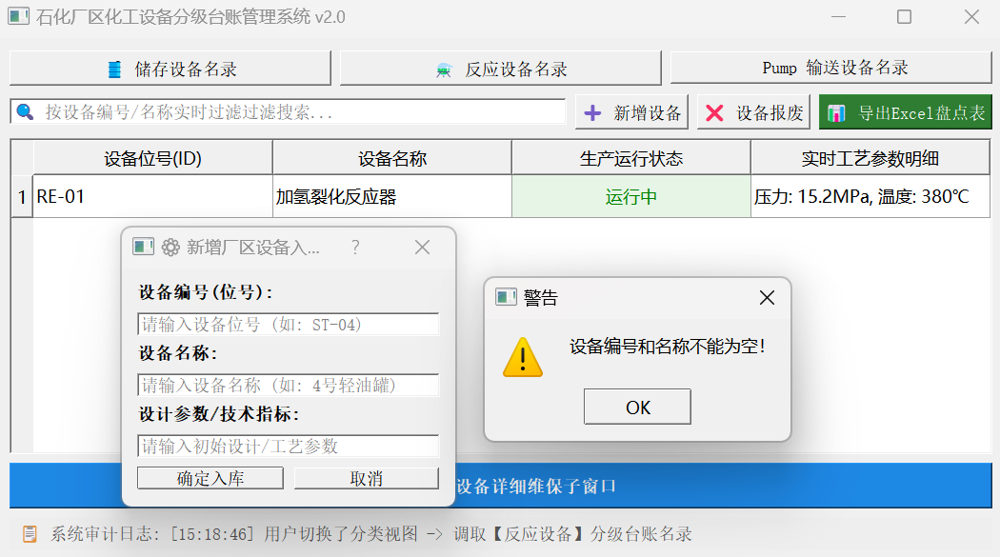 石化厂区化工设备分级台账管理系统 v2.0
储存设备名录
反应设备名录
Pump 输送设备名录
按设备编号/名称实时过滤过滤搜索...
新增设备
设备报废
导出Excel盘点表
设备位号(ID) 设备名称 生产运行状态 实时工艺参数明细
1 RE-01 加氢裂化反应器 运行中 压力: 15.2MPa, 温度: 380℃
新增厂区设备入... ?
设备编号(位号):
请输入设备位号 (如: ST-04)
设备名称:
请输入设备名称 (如: 4号轻油罐)
设计参数/技术指标:
请输入初始设计/工艺参数
确定入库 取消
警告
设备编号和名称不能为空!
OK
设备详细维保子窗口
系统审计日志: [15:18:46] 用户切换了分类视图 -> 调取【反应设备】分级台账名录